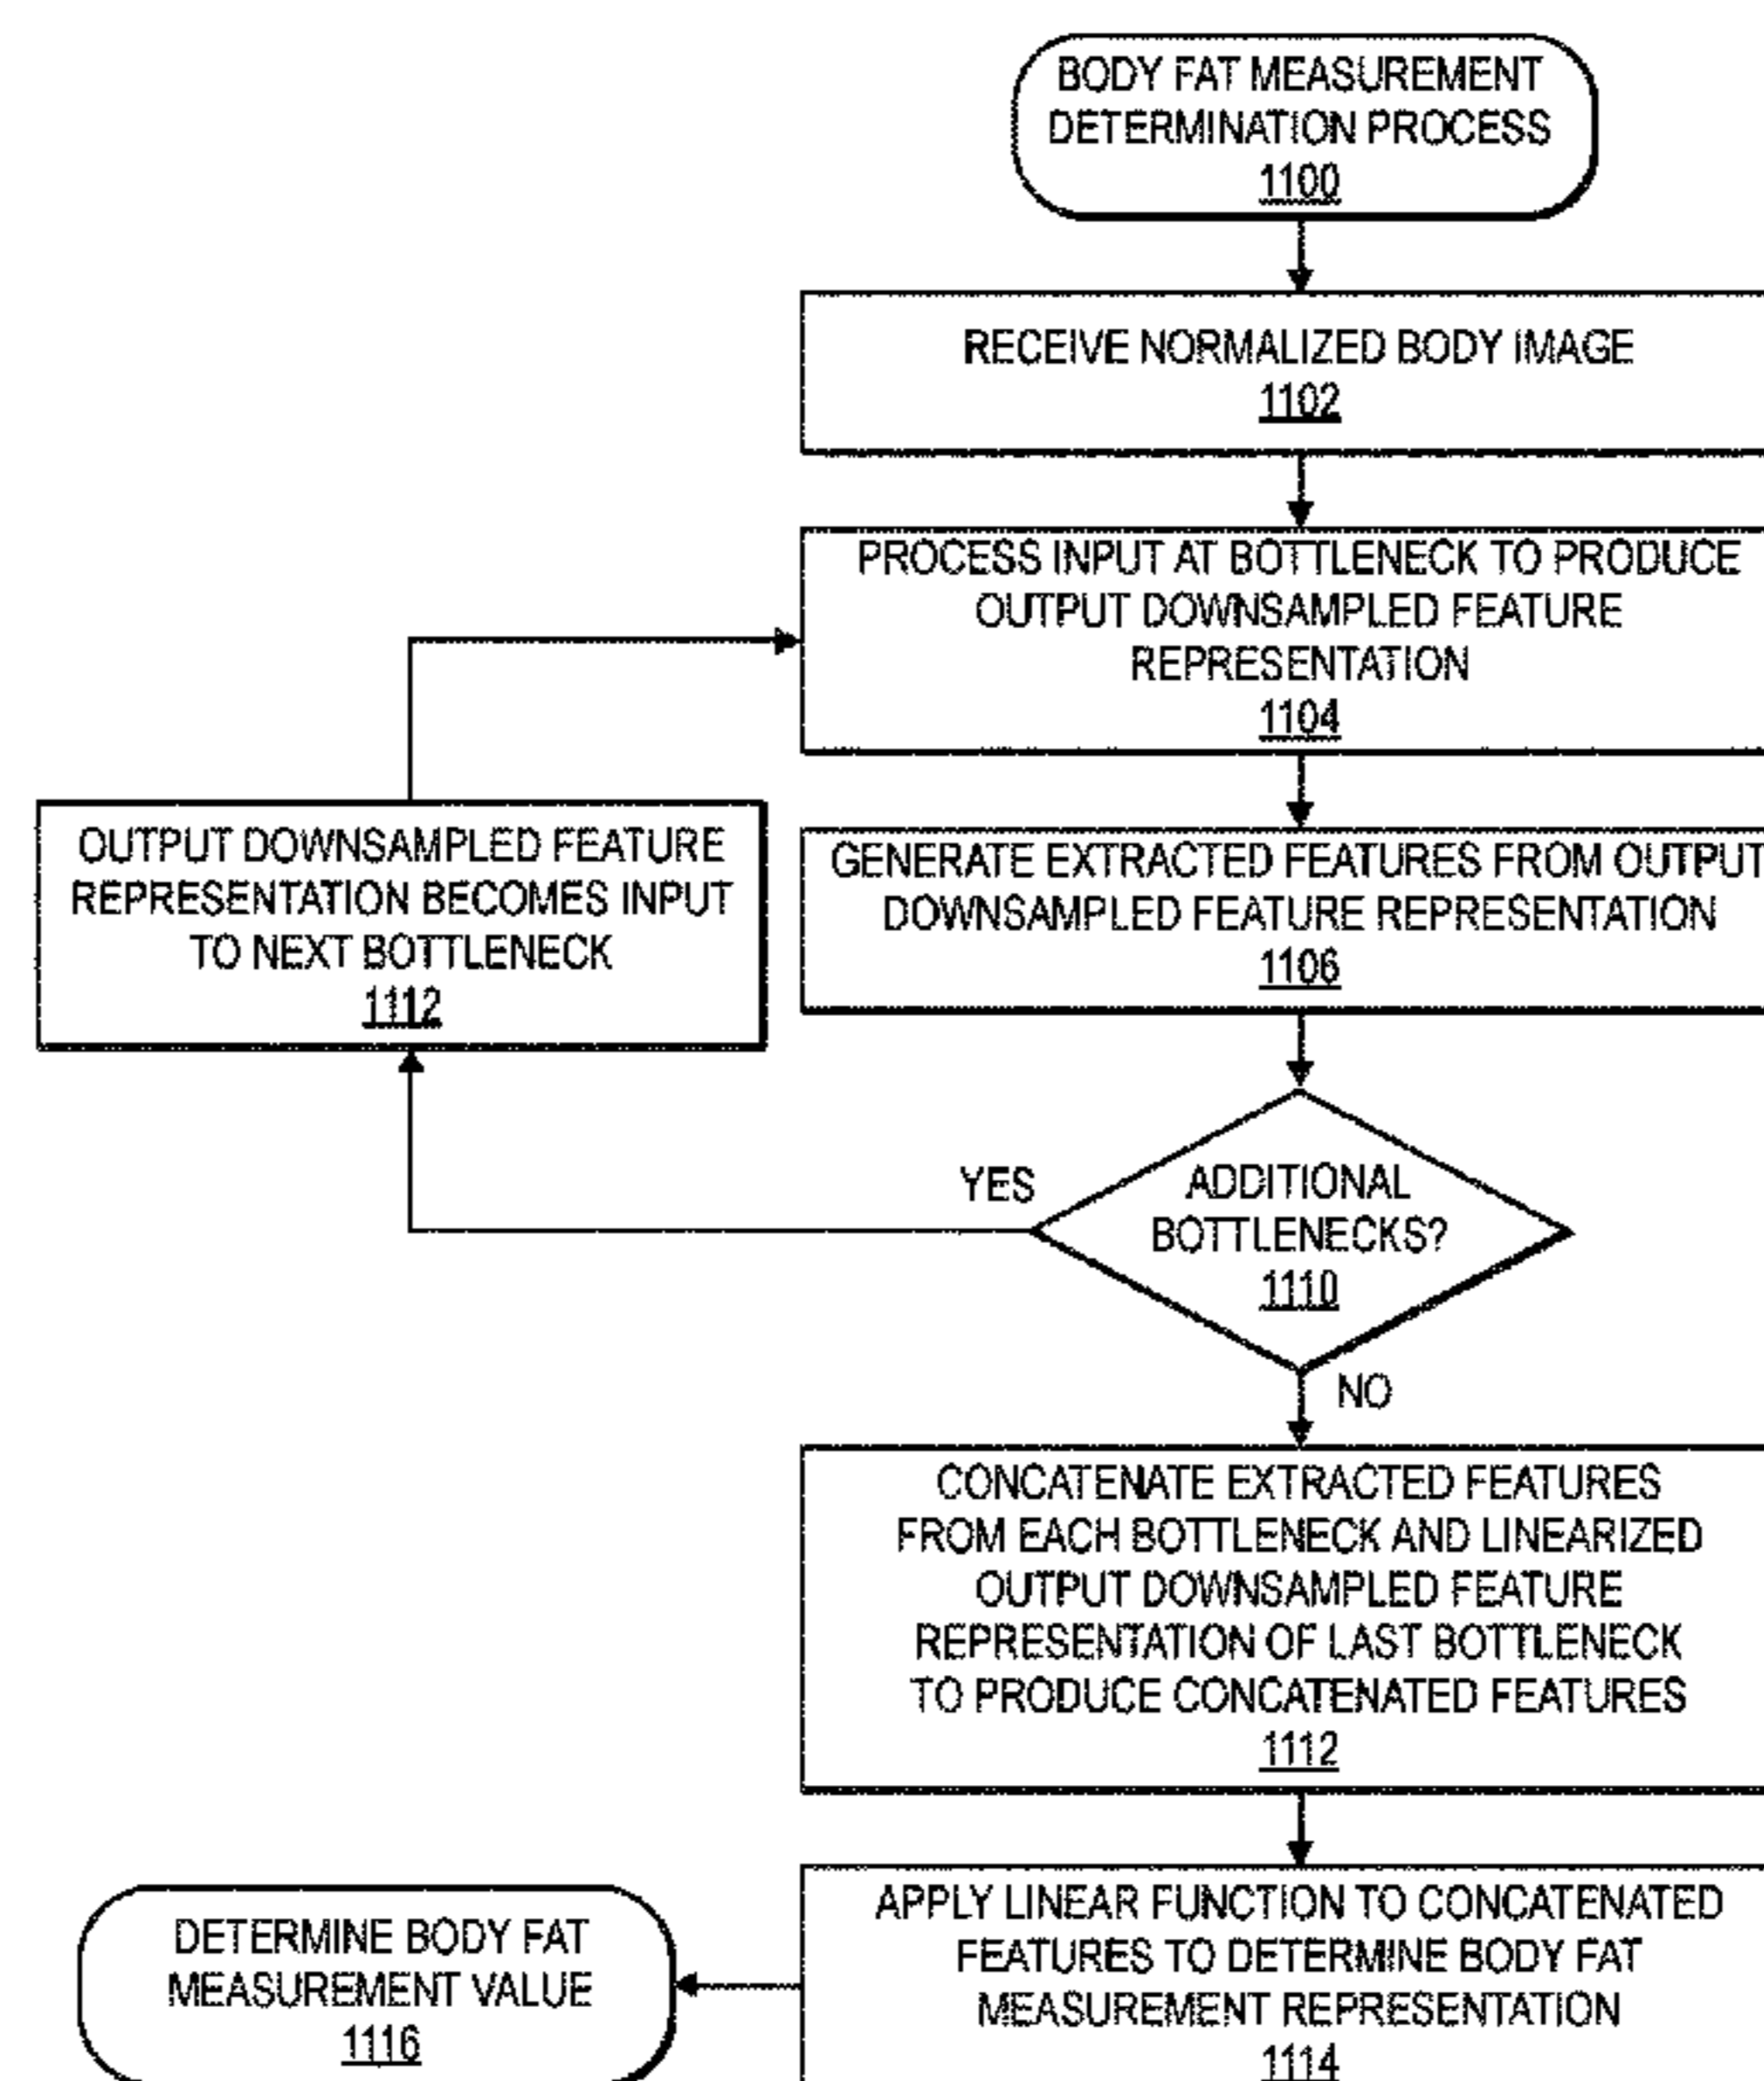 BODY FAT MEASUREMENT
DETERMINATION PROCESS
1100
RECEIVE NORMALIZED BODY IMAGE
1102
PROCESS INPUT AT BOTTLENECK TO PRODUCE
OUTPUT DOWNSAMPLED FEATURE
REPRESENTATION
1104
OUTPUT DOWNSAMPLED FEATURE
REPRESENTATION BECOMES INPUT
TO NEXT BOTTLENECK
1112
GENERATE EXTRACTED FEATURES FROM OUTPUT
DOWNSAMPLED FEATURE REPRESENTATION
1106
YES
ADDITIONAL
BOTTLENECKS?
1110
NO
CONCATENATE EXTRACTED FEATURES
FROM EACH BOTTLENECK AND LINEARIZED
OUTPUT DOWNSAMPLED FEATURE
REPRESENTATION OF LAST BOTTLENECK
TO PRODUCE CONCATENATED FEATURES
1112
APPLY LINEAR FUNCTION TO CONCATENATED
FEATURES TO DETERMINE BODY FAT
MEASUREMENT REPRESENTATION
1114
DETERMINE BODY FAT
MEASUREMENT VALUE
1116